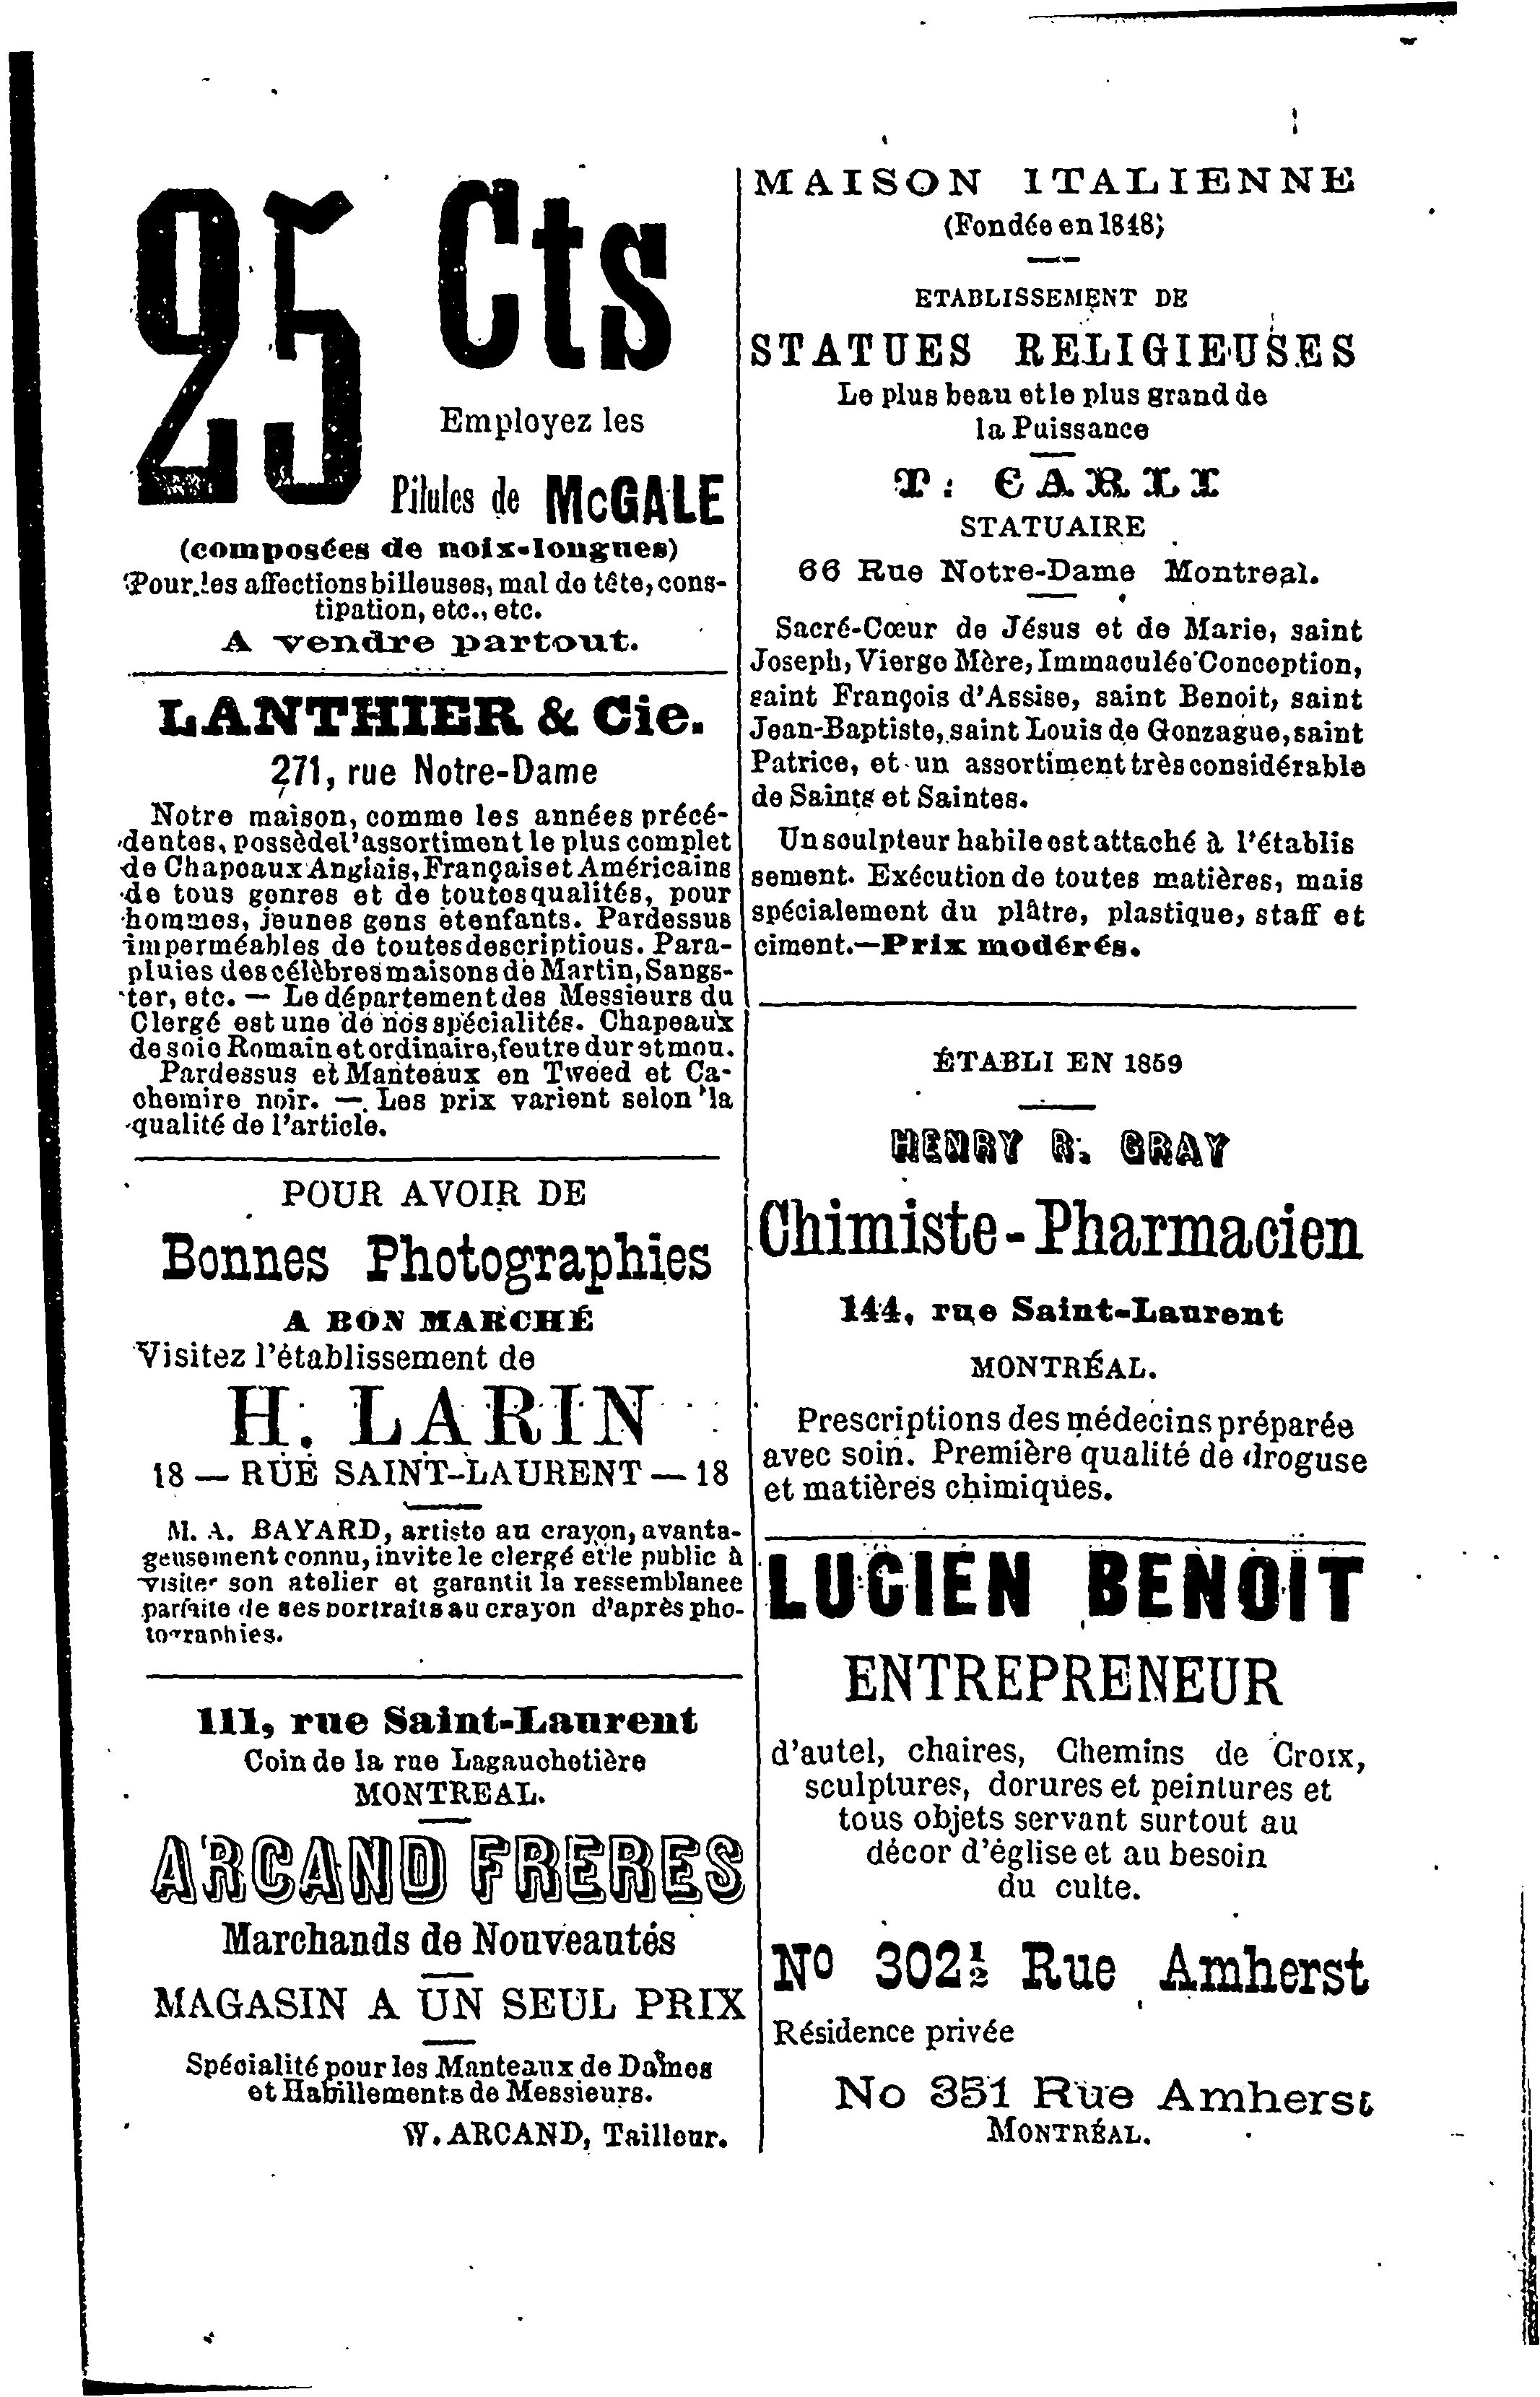 25 Cts
Employez les
Pilules de McGALE
(composées de noix-longues)
Pour les affections billeuses, mal de tête, cons-
tipation, etc., etc.
A vendre partout.
LANTHIER & Cie.
271, rue Notre-Dame
Notre maison, comme les années précé-
dentes, possède l'assortiment le plus complet
de Chapeaux Anglais, Français et Américains
de tous genres et de toutes qualités, pour
hommes, jeunes gens et enfants. Pardessus
imperméables de toutes descriptious. Para-
pluies des célèbres maisons de Martin, Sangs-
ter, etc. — Le département des Messieurs du
Clergé est une de nos spécialités. Chapeaux
de soie Romain et ordinaire, feutre dur et mou.
Pardessus et Manteaux en Tweed et Ca-
chemire noir. — Les prix varient selon la
qualité de l'article.
POUR AVOIR DE
Bonnes Photographies
A BON MARCHÉ
Visitez l'établissement de
H. LARIN
18 — RUE SAINT-LAURENT — 18
M. A. BAYARD, artiste au crayon, avanta-
geusement connu, invite le clergé et le public à
visiter son atelier et garantit la ressemblanee
parfaite de ses portraits au crayon d'après pho-
tographies.
111, rue Saint-Laurent
Coin de la rue Lagauchetière
MONTREAL.
ARCAND FRERES
Marchands de Nouveautés
MAGASIN A UN SEUL PRIX
Spécialité pour les Manteaux de Dames
et Habillements de Messieurs.
W. ARCAND, Tailleur.
MAISON ITALIENNE
(Fondée en 1848)
ETABLISSEMENT DE
STATUES RELIGIEUSES
Le plus beau et le plus grand de
la Puissance
T. CARLI
STATUAIRE
66 Rue Notre-Dame Montreal.
Sacré-Cœur de Jésus et de Marie, saint
Joseph, Vierge Mère, Immaculée Conception,
saint François d'Assise, saint Benoit, saint
Jean-Baptiste, saint Louis de Gonzague, saint
Patrice, et un assortiment très considérable
de Saints et Saintes.
Un sculpteur habile est attaché à l'établis
sement. Exécution de toutes matières, mais
spécialement du plâtre, plastique, staff et
ciment.—Prix modérés.
ÉTABLI EN 1859
HENRY R. GRAY
Chimiste-Pharmacien
144, rue Saint-Laurent
MONTRÉAL.
Prescriptions des médecins préparée
avec soin. Première qualité de droguse
et matières chimiques.
LUCIEN BENOIT
ENTREPRENEUR
d'autel, chaires, Chemins de Croix,
sculptures, dorures et peintures et
tous objets servant surtout au
décor d'église et au besoin
du culte.
No 302½ Rue Amherst
Résidence privée
No 351 Rue Amherst
MONTRÉAL.